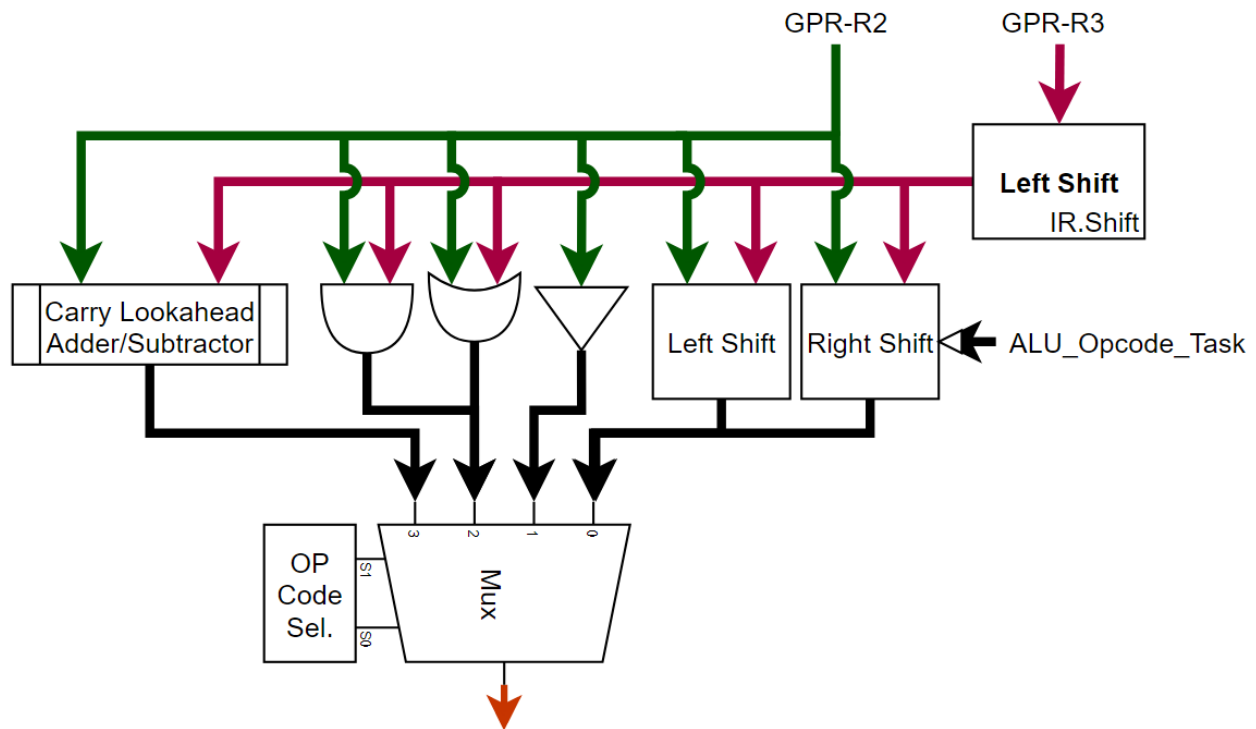 GPR-R2
GPR-R3
Left Shift
IR.Shift
Carry Lookahead
Adder/Subtractor
Left Shift
Right Shift
ALU_Opcode_Task
3
2
1
0
OP
Code
Sel.
S1
S0
Mux